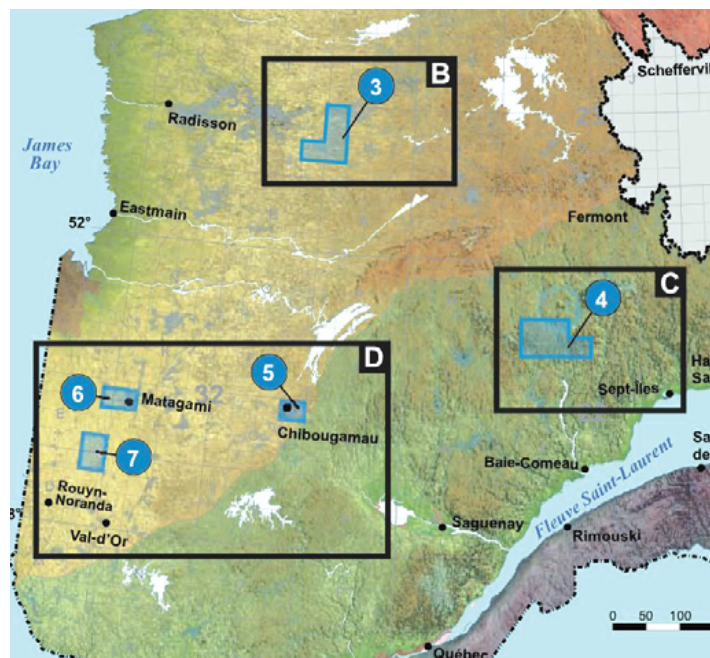 B
3
Schefferville
Radisson
James
Bay
Eastmain
52°
Fermont
C
4
D
5
6
Matagami
32
Chibougamau
Sept-Îles
7
Baie-Comeau
Rouyn-
Noranda
Val-d'Or
Saguenay
Fleuve Saint-Laurent
Rimouski
Québec
0 50 100